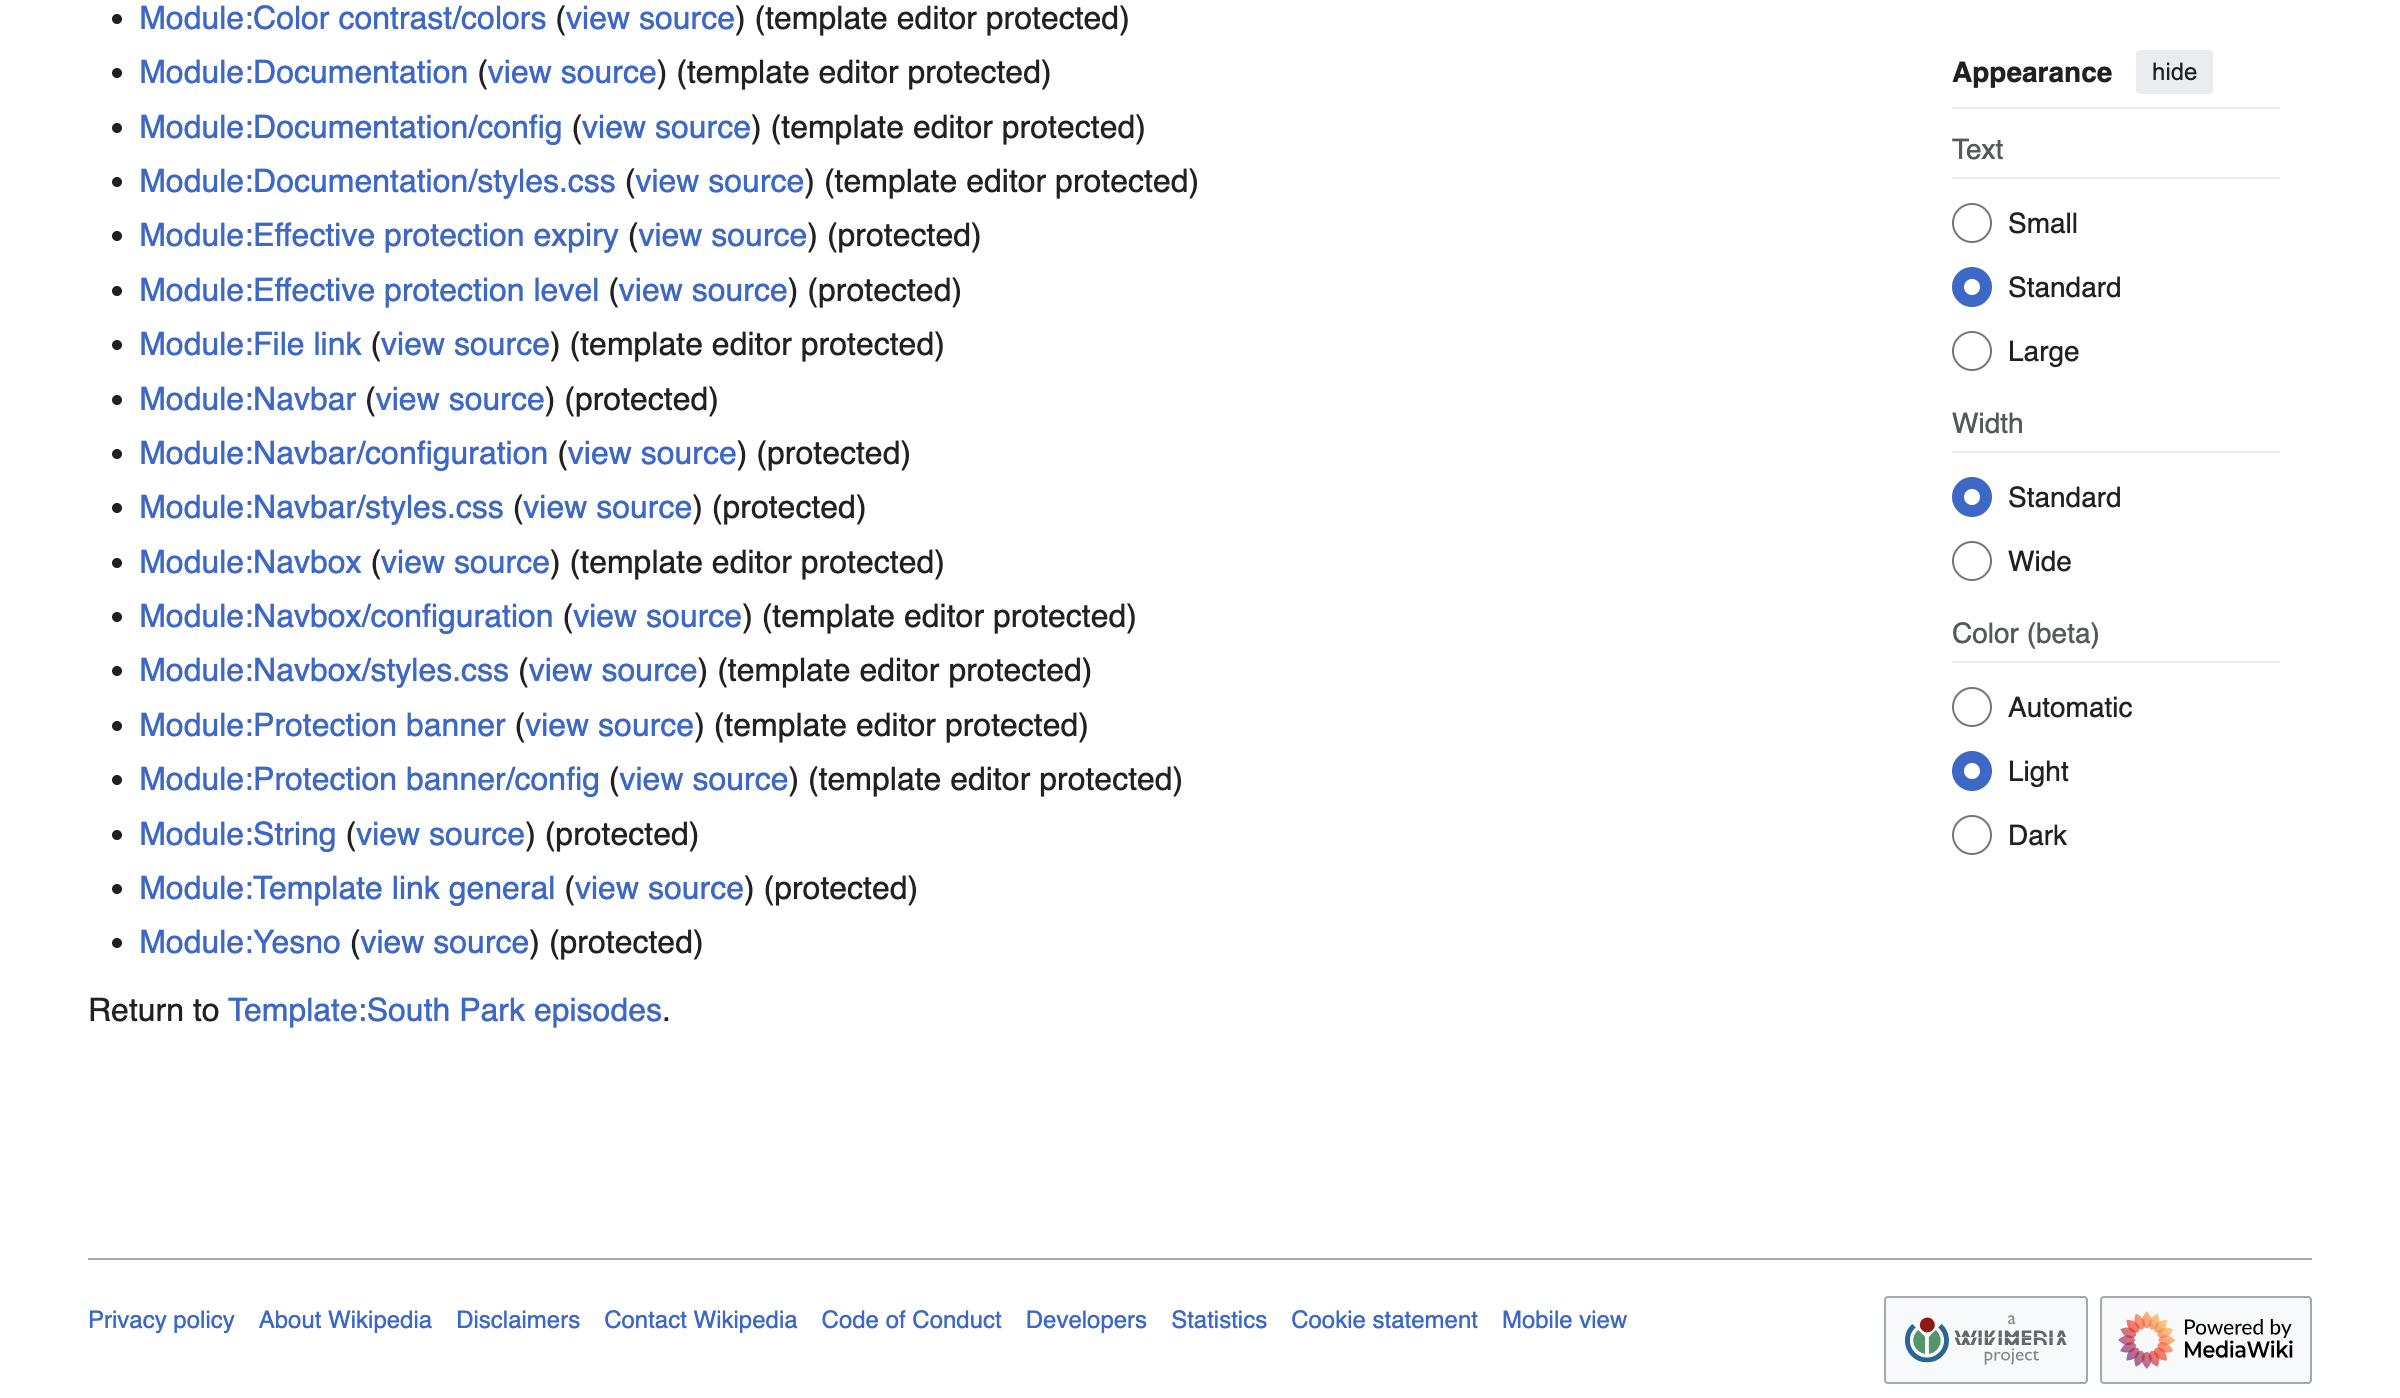 Module:Color contrast/colors (view source) (template editor protected)
Module:Documentation (view source) (template editor protected)
Module:Documentation/config (view source) (template editor protected)
Module:Documentation/styles.css (view source) (template editor protected)
Module:Effective protection expiry (view source) (protected)
Module:Effective protection level (view source) (protected)
Module:File link (view source) (template editor protected)
Module:Navbar (view source) (protected)
Module:Navbar/configuration (view source) (protected)
Module:Navbar/styles.css (view source) (protected)
Module:Navbox (view source) (template editor protected)
Module:Navbox/configuration (view source) (template editor protected)
Module:Navbox/styles.css (view source) (template editor protected)
Module:Protection banner (view source) (template editor protected)
Module:Protection banner/config (view source) (template editor protected)
Module:String (view source) (protected)
Module:Template link general (view source) (protected)
Module:Yesno (view source) (protected)
Return to Template:South Park episodes.
Appearance hide
Text
Small
Standard
Large
Width
Standard
Wide
Color (beta)
Automatic
Light
Dark
Privacy policy About Wikipedia Disclaimers Contact Wikipedia Code of Conduct Developers Statistics Cookie statement Mobile view
a
WIKIMEDIA
project
Powered by
MediaWiki